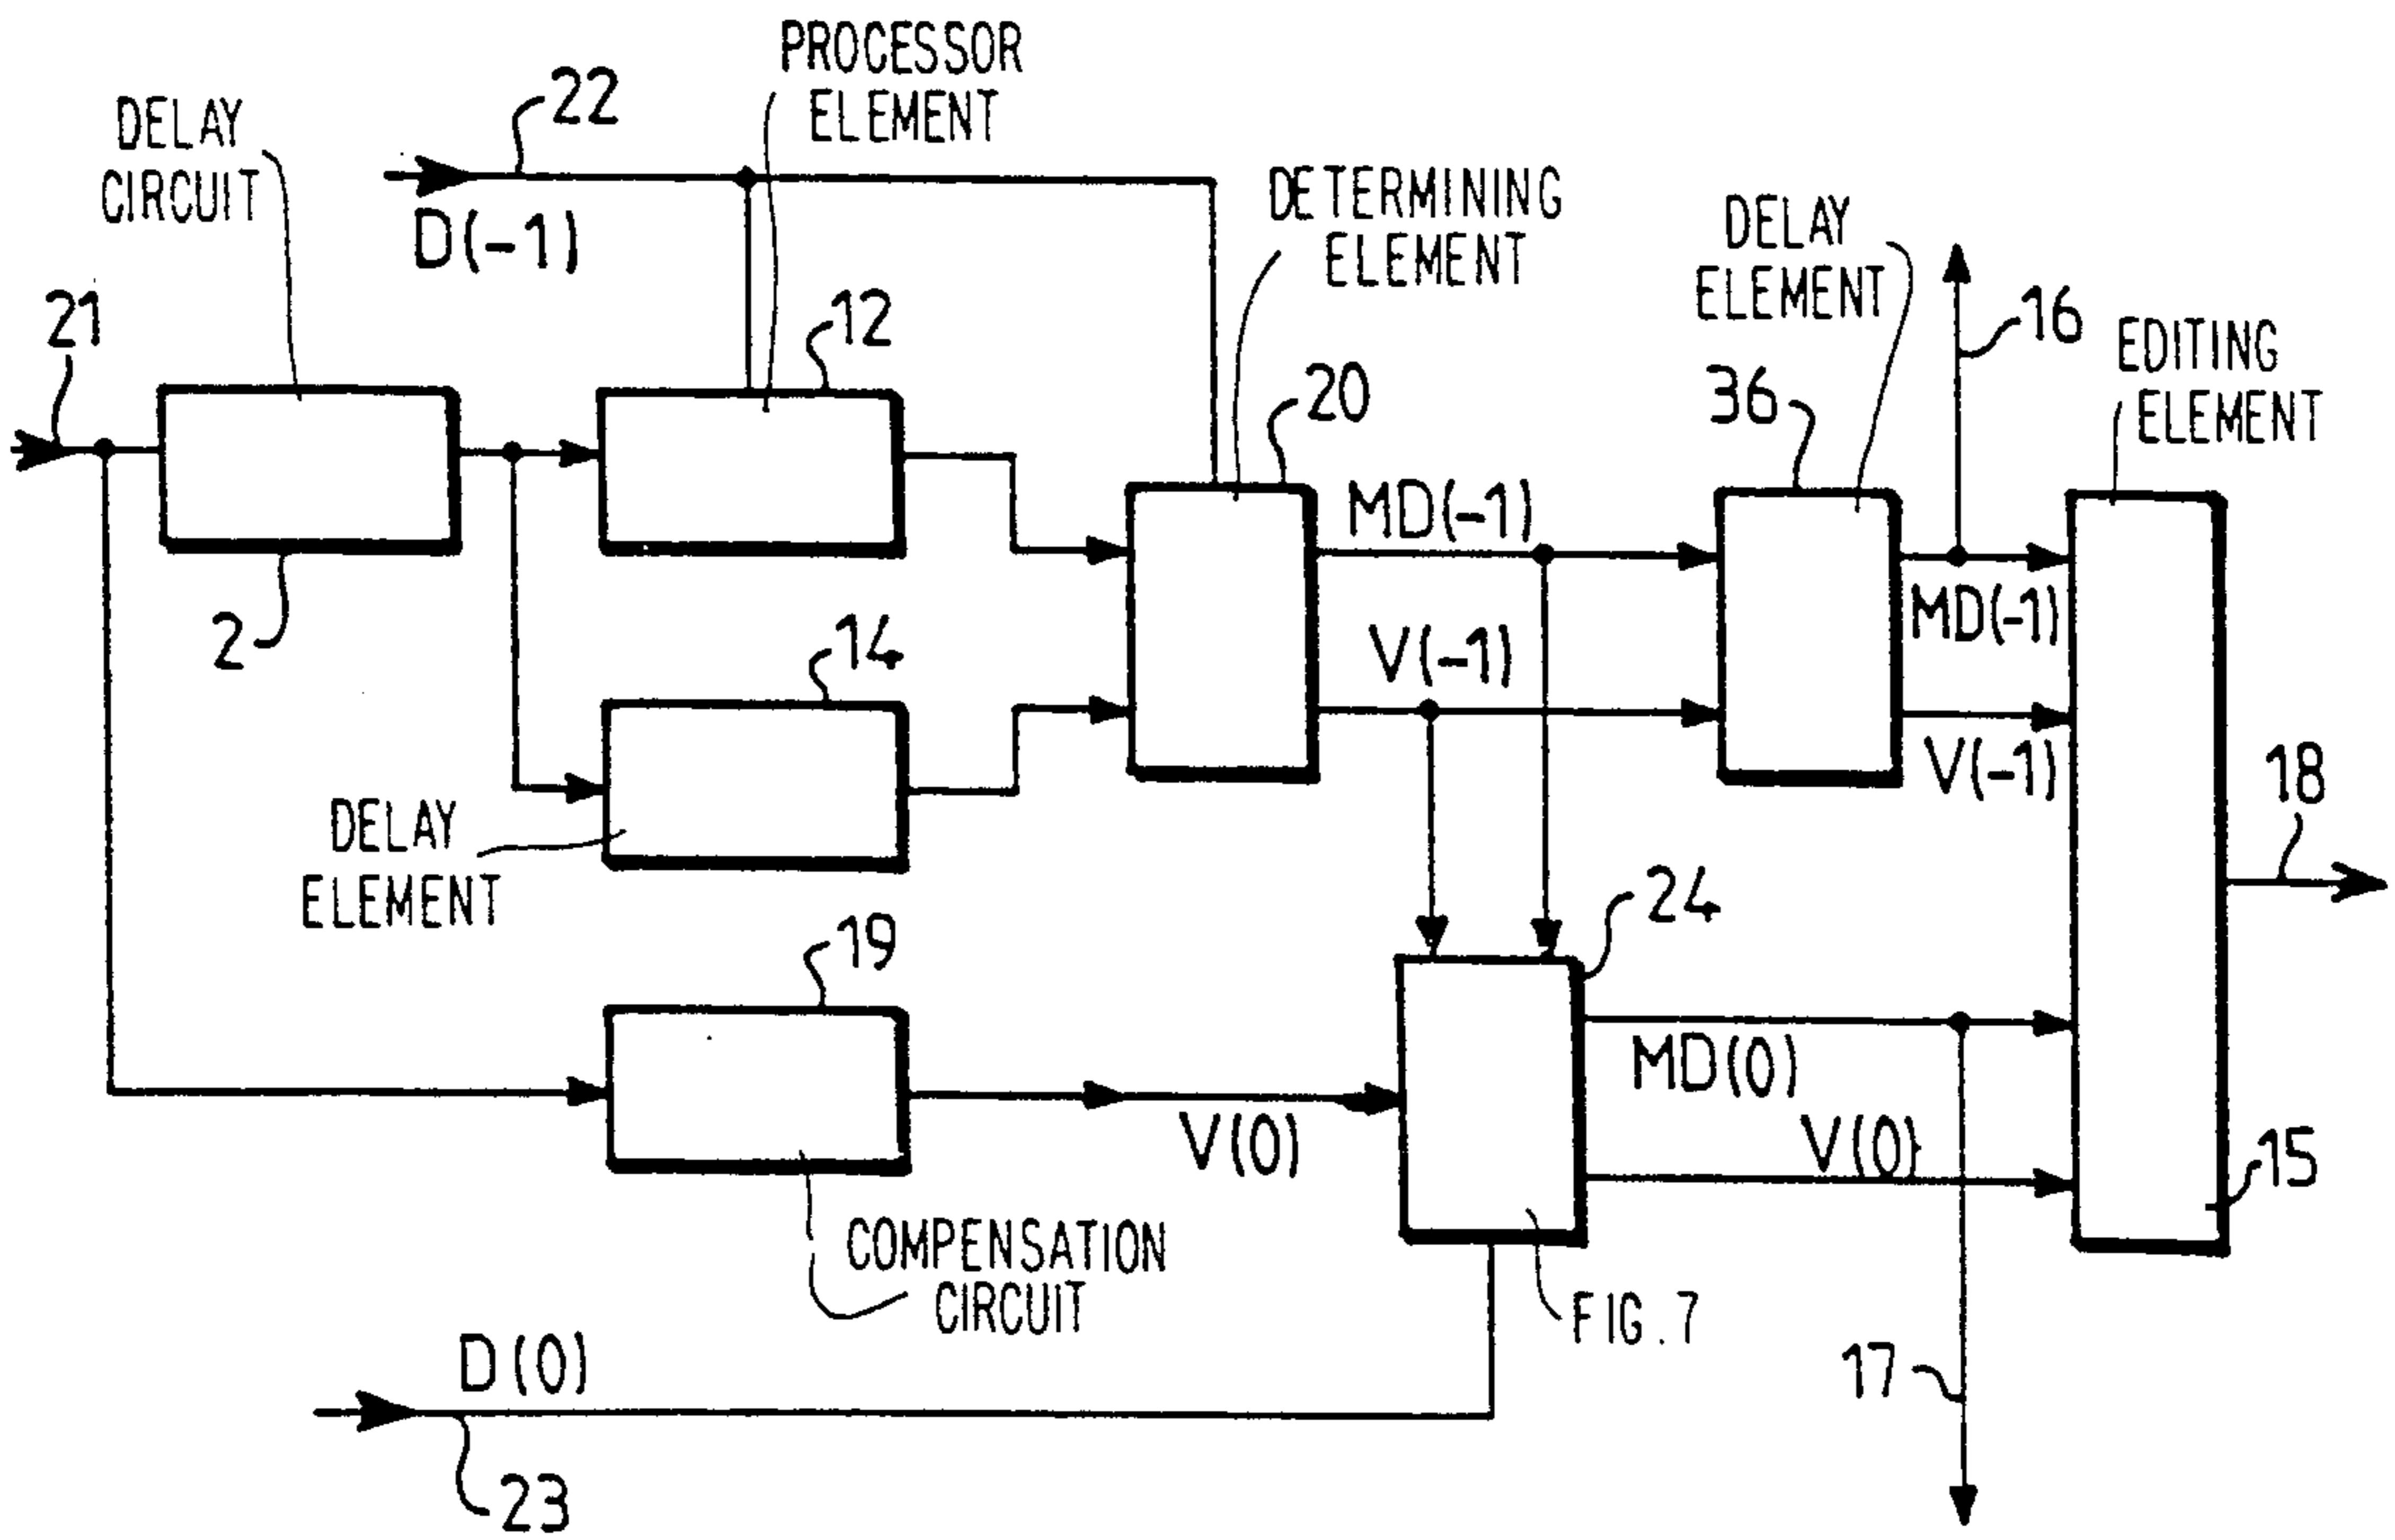 PROCESSOR
ELEMENT
22
DELAY
CIRCUIT
D(-1)
DETERMINING
ELEMENT
DELAY
ELEMENT
16
EDITING
ELEMENT
21
12
20
36
2
MD(-1)
MD(-1)
14
V(-1)
V(-1)
18
DELAY
ELEMENT
19
24
MD(0)
V(0)
V(0)
15
COMPENSATION
CIRCUIT
FIG. 7
D(0)
17
23